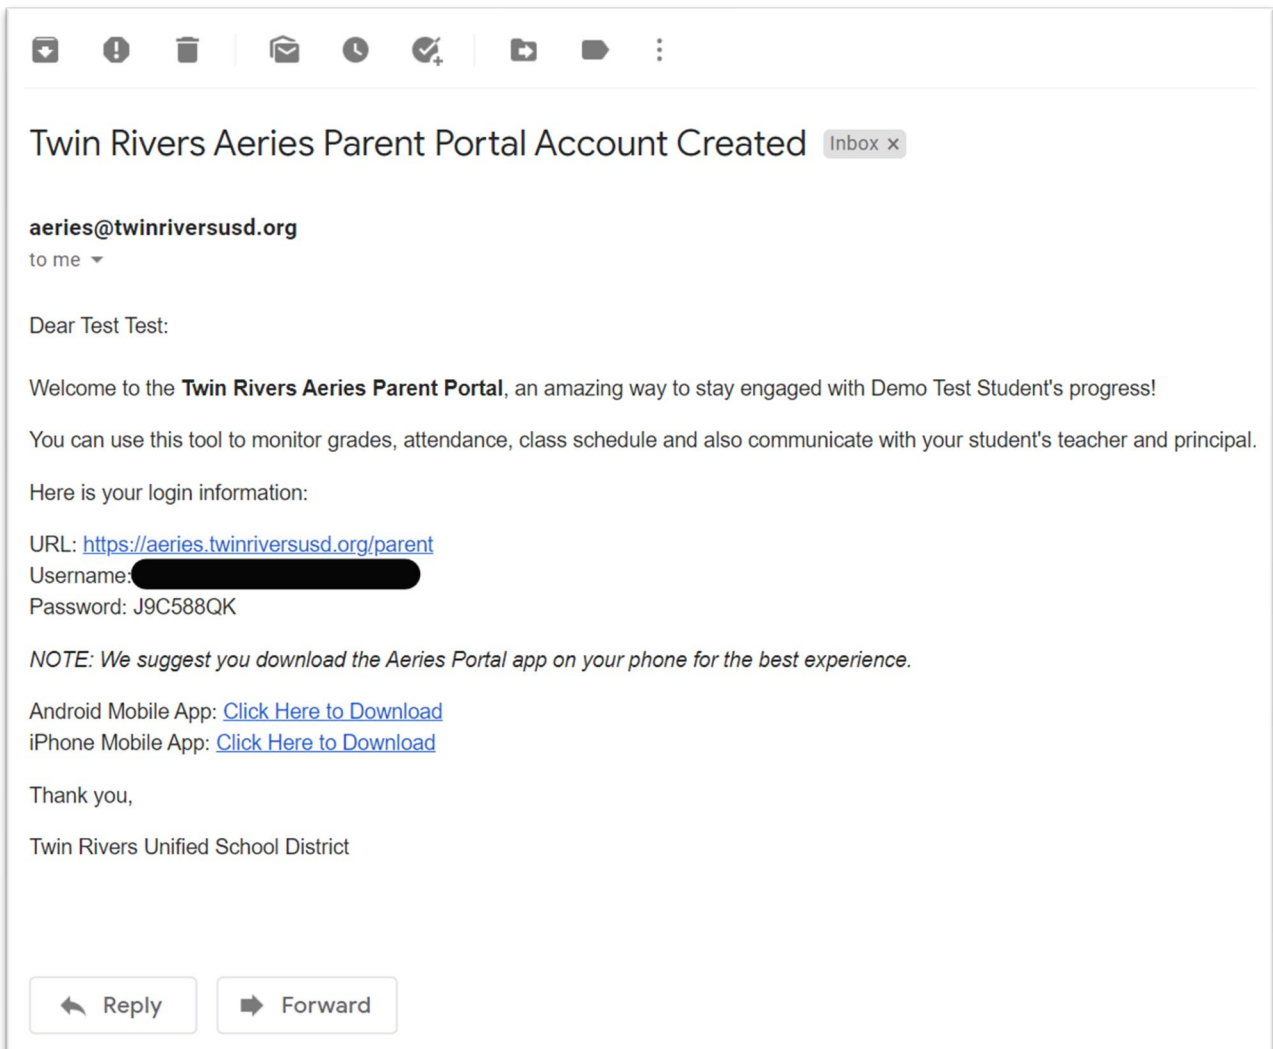 Twin Rivers Aeries Parent Portal Account Created Inbox ×
aeries@twinriversusd.org
to me
Dear Test Test:
Welcome to the Twin Rivers Aeries Parent Portal, an amazing way to stay engaged with Demo Test Student's progress!
You can use this tool to monitor grades, attendance, class schedule and also communicate with your student's teacher and principal.
Here is your login information:
URL: https://aeries.twinriversusd.org/parent
Username:
Password: J9C588QK
NOTE: We suggest you download the Aeries Portal app on your phone for the best experience.
Android Mobile App: Click Here to Download
iPhone Mobile App: Click Here to Download
Thank you,
Twin Rivers Unified School District
Reply Forward